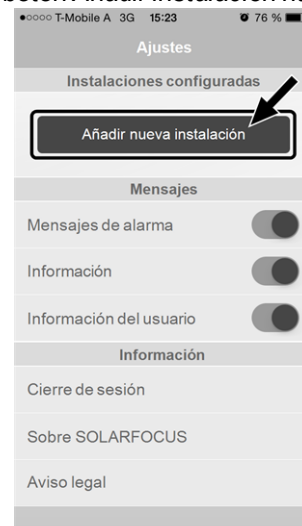 ●○○○○ T-Mobile A 3G 15:23 76 %
Ajustes
Instalaciones configuradas
Añadir nueva instalación
Mensajes
Mensajes de alarma
Información
Información del usuario
Información
Cierre de sesión
Sobre SOLARFOCUS
Aviso legal